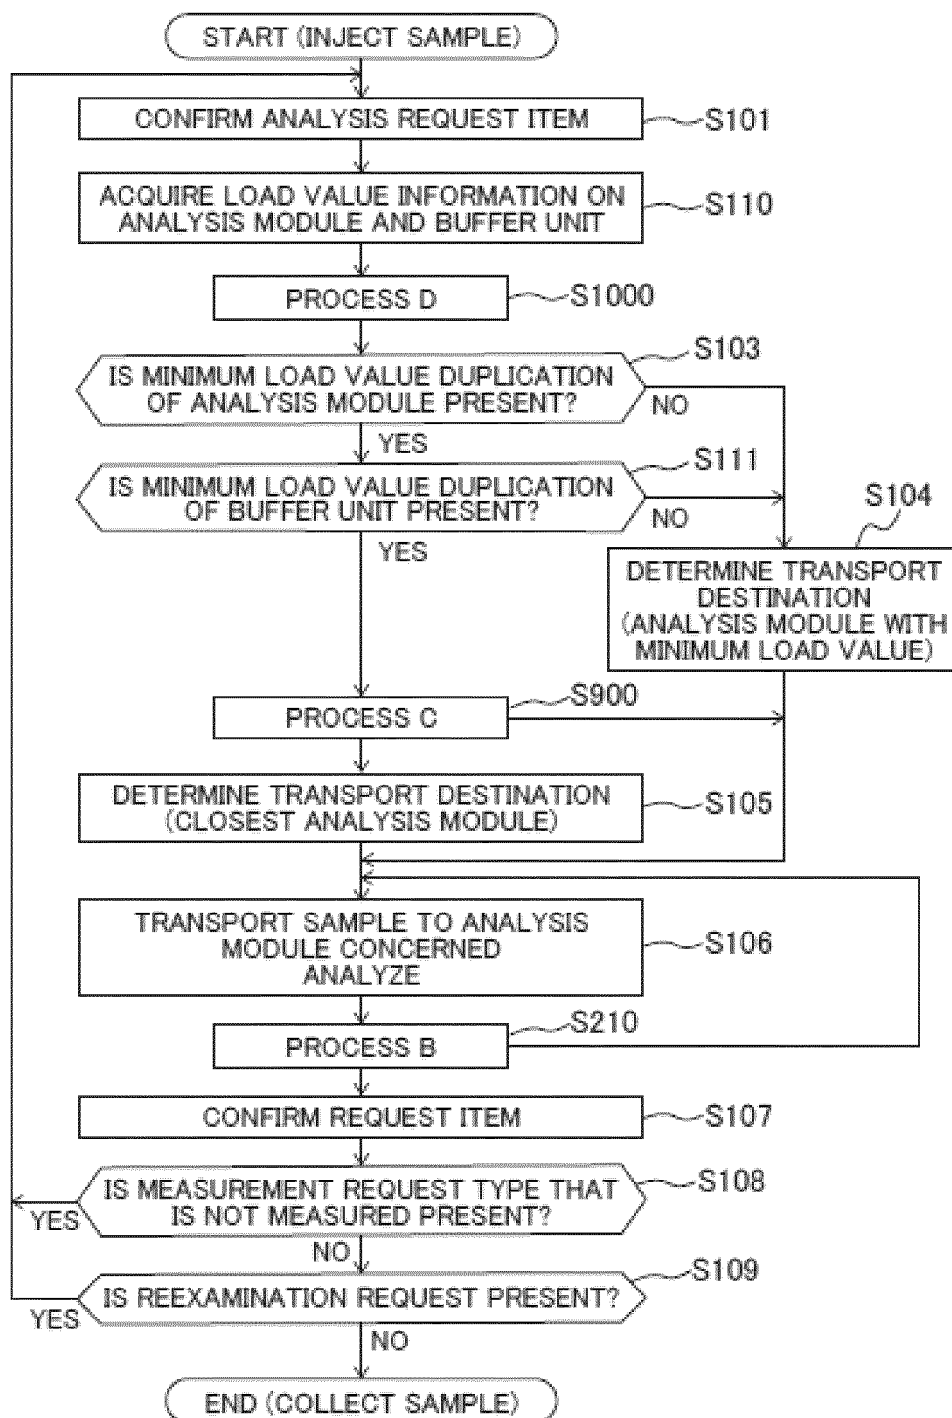 START (INJECT SAMPLE)
CONFIRM ANALYSIS REQUEST ITEM
S101
ACQUIRE LOAD VALUE INFORMATION ON
ANALYSIS MODULE AND BUFFER UNIT
S110
PROCESS D
S1000
IS MINIMUM LOAD VALUE DUPLICATION
OF ANALYSIS MODULE PRESENT?
S103
NO
YES
IS MINIMUM LOAD VALUE DUPLICATION
OF BUFFER UNIT PRESENT?
S111
NO
YES
S104
DETERMINE TRANSPORT
DESTINATION
(ANALYSIS MODULE WITH
MINIMUM LOAD VALUE)
PROCESS C
S900
DETERMINE TRANSPORT DESTINATION
(CLOSEST ANALYSIS MODULE)
S105
TRANSPORT SAMPLE TO ANALYSIS
MODULE CONCERNED
ANALYZE
S106
PROCESS B
S210
CONFIRM REQUEST ITEM
S107
IS MEASUREMENT REQUEST TYPE THAT
IS NOT MEASURED PRESENT?
S108
YES
NO
IS REEXAMINATION REQUEST PRESENT?
S109
YES
NO
END (COLLECT SAMPLE)